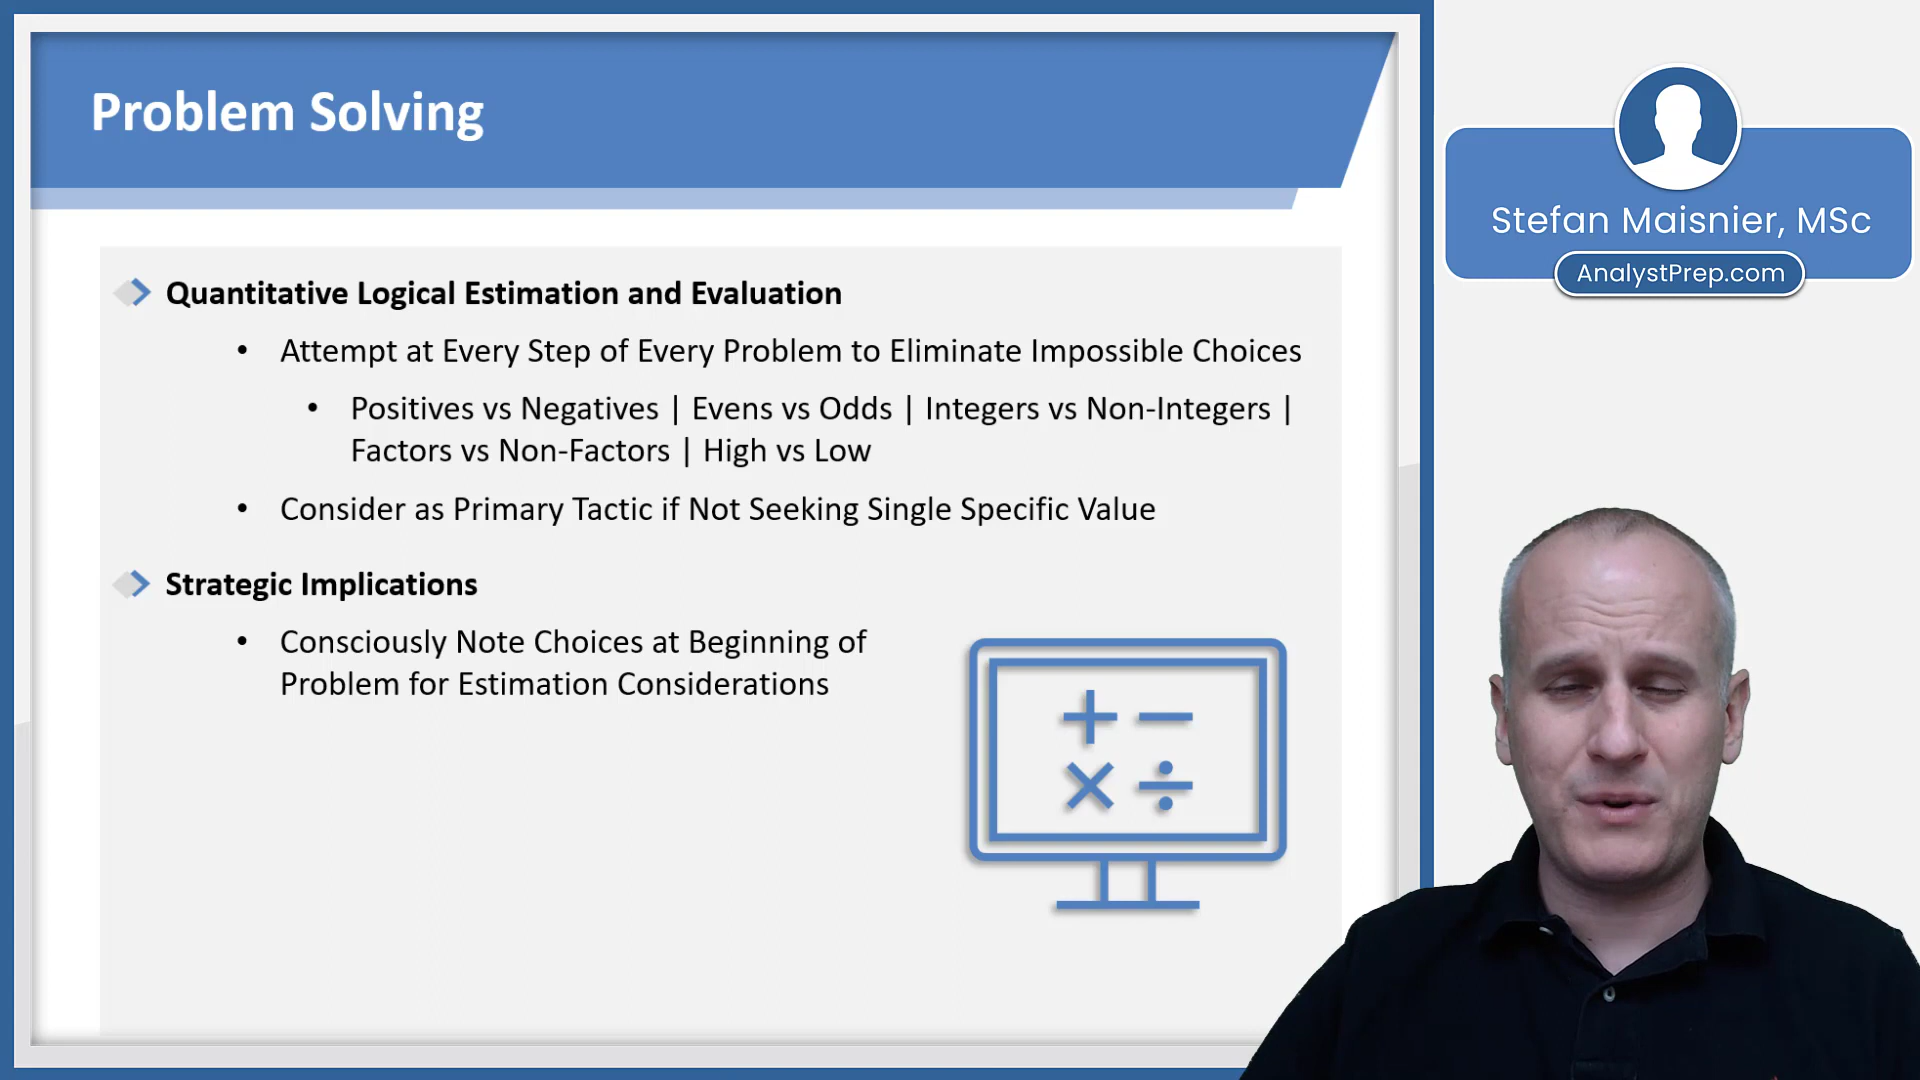 Problem Solving
Quantitative Logical Estimation and Evaluation
• Attempt at Every Step of Every Problem to Eliminate Impossible Choices
• Positives vs Negatives | Evens vs Odds | Integers vs Non-Integers |
Factors vs Non-Factors | High vs Low
• Consider as Primary Tactic if Not Seeking Single Specific Value
Strategic Implications
• Consciously Note Choices at Beginning of
Problem for Estimation Considerations
Stefan Maisnier, MSc
AnalystPrep.com